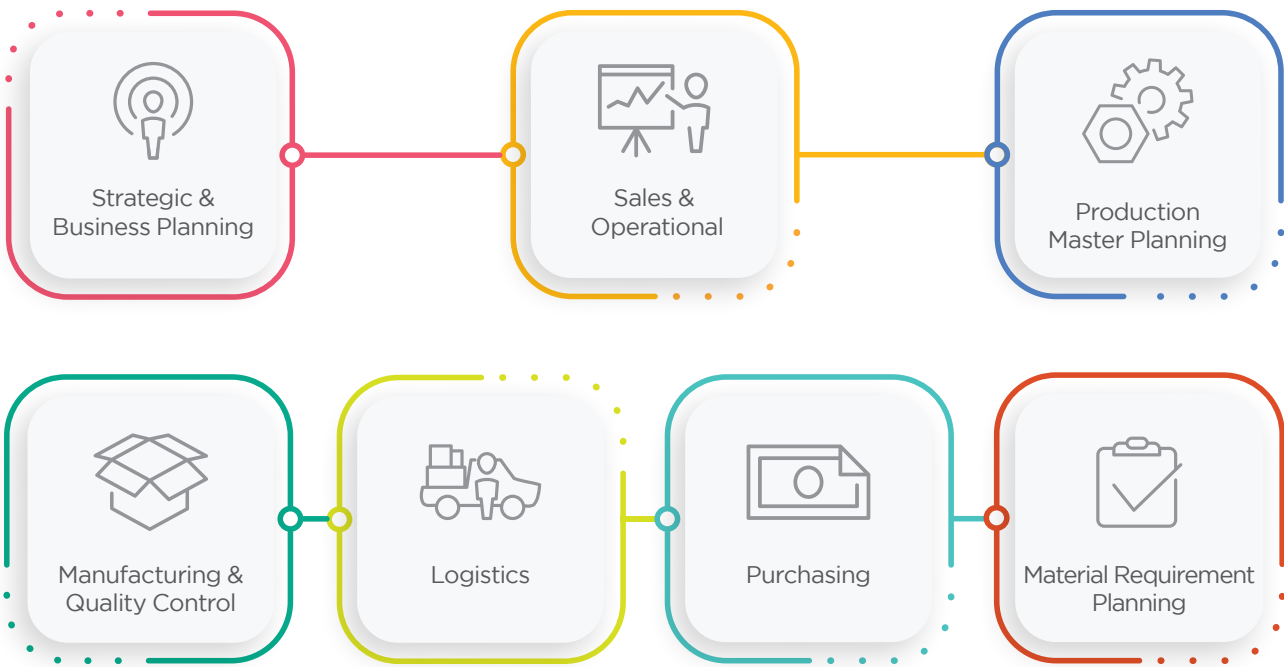 Strategic &
Business Planning
Sales &
Operational
Production
Master Planning
Manufacturing &
Quality Control
Logistics
Purchasing
Material Requirement
Planning